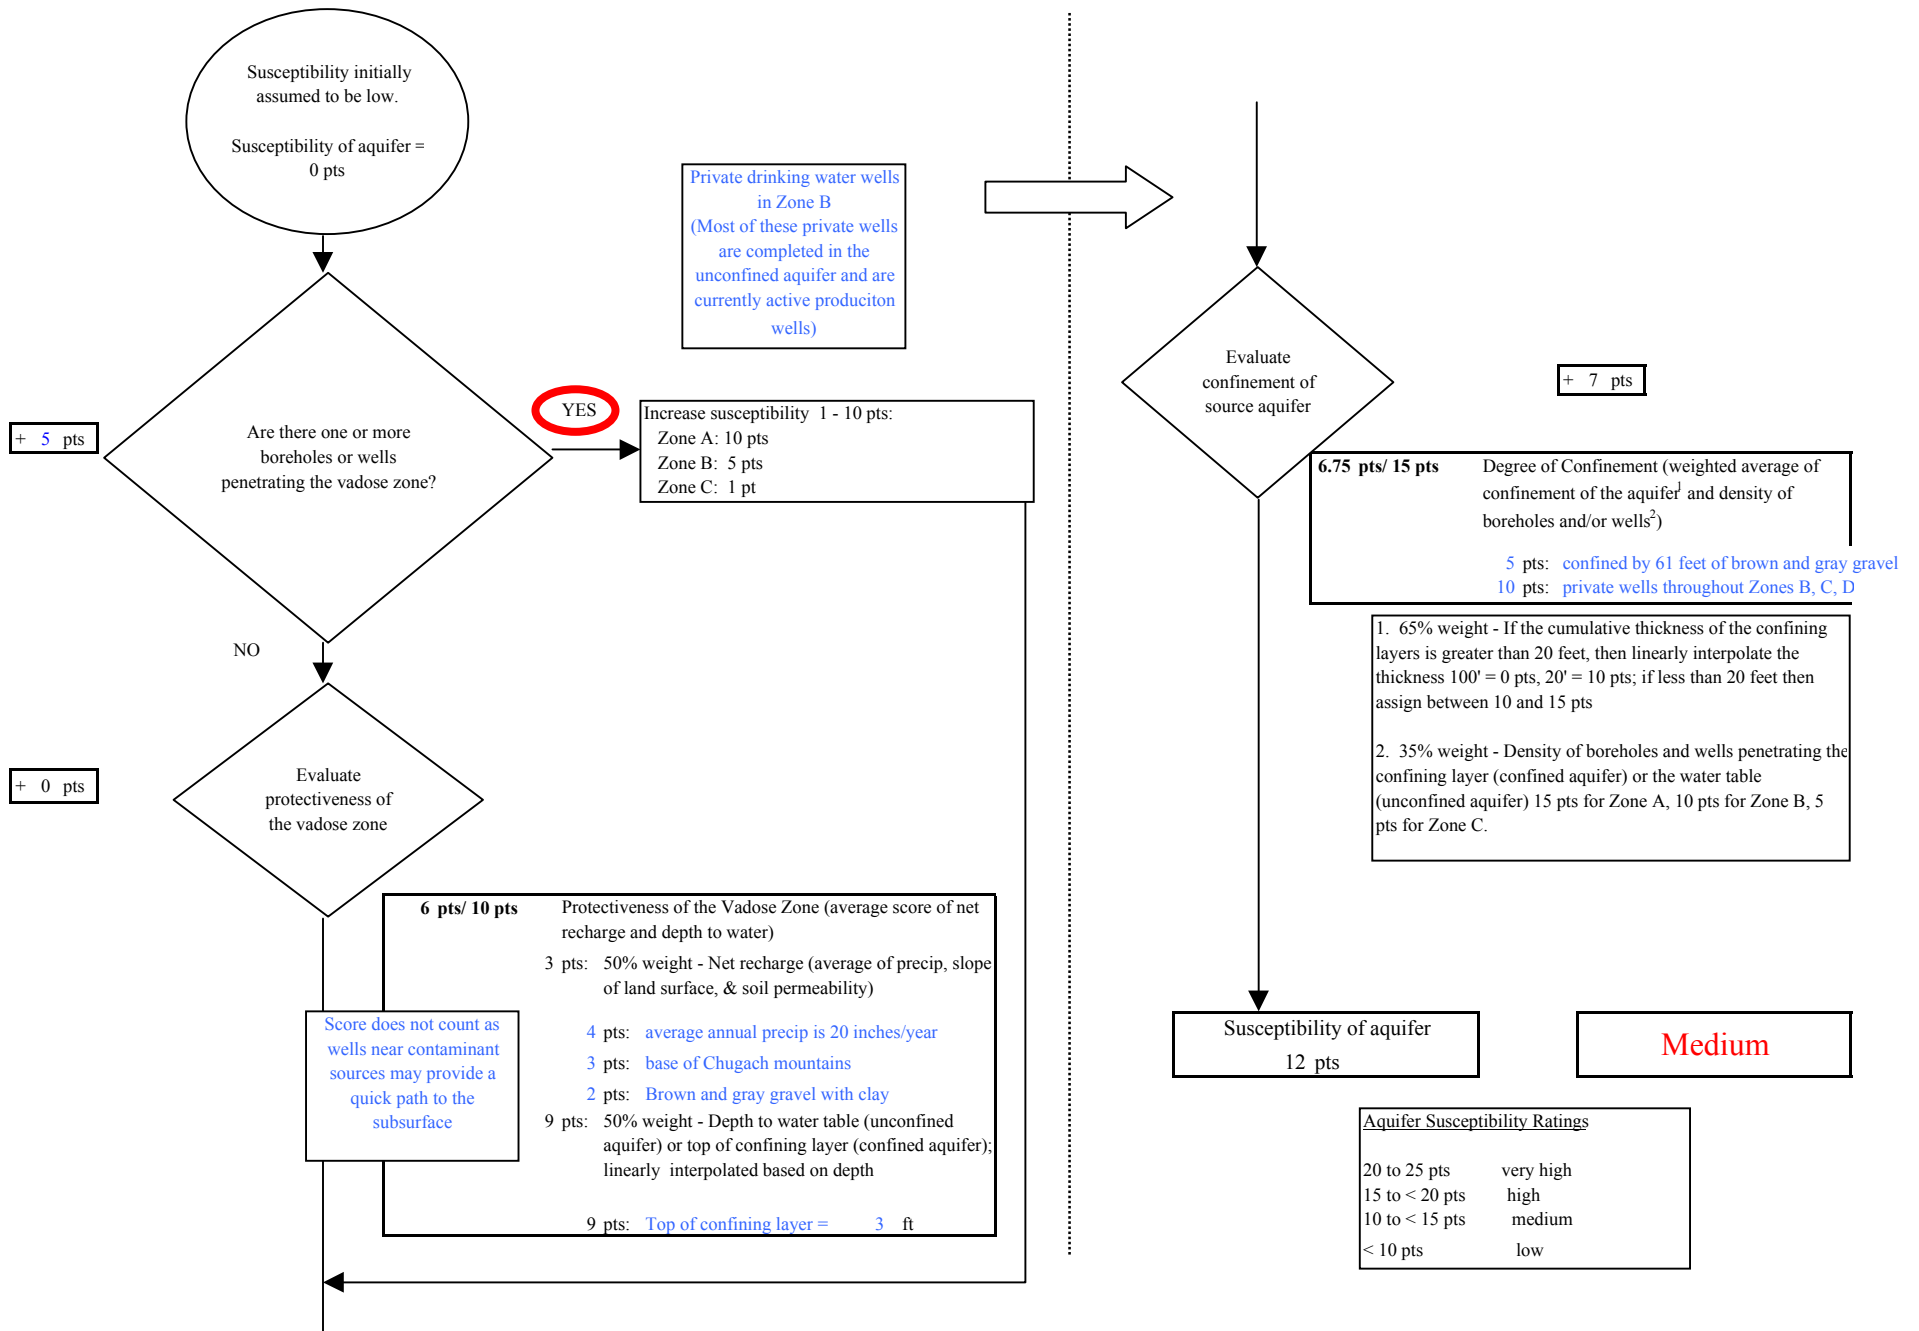 Susceptibility initially
assumed to be low.
Susceptibility of aquifer =
0 pts
Private drinking water wells
in Zone B
(Most of these private wells
are completed in the
unconfined aquifer and are
currently active produciton
wells)
YES
+ 5 pts
Are there one or more
boreholes or wells
penetrating the vadose zone?
Increase susceptibility 1 - 10 pts:
Zone A: 10 pts
Zone B: 5 pts
Zone C: 1 pt
NO
+ 0 pts
Evaluate
protectiveness of
the vadose zone
6 pts/ 10 pts Protectiveness of the Vadose Zone (average score of net
recharge and depth to water)
3 pts: 50% weight - Net recharge (average of precip, slope
of land surface, & soil permeability)
4 pts: average annual precip is 20 inches/year
3 pts: base of Chugach mountains
2 pts: Brown and gray gravel with clay
9 pts: 50% weight - Depth to water table (unconfined
aquifer) or top of confining layer (confined aquifer);
linearly interpolated based on depth
9 pts: Top of confining layer = 3 ft
Score does not count as
wells near contaminant
sources may provide a
quick path to the
subsurface
Evaluate
confinement of
source aquifer
+ 7 pts
6.75 pts/ 15 pts Degree of Confinement (weighted average of
confinement of the aquifer1 and density of
boreholes and/or wells2)
5 pts: confined by 61 feet of brown and gray gravel
10 pts: private wells throughout Zones B, C, D
1. 65% weight - If the cumulative thickness of the confining
layers is greater than 20 feet, then linearly interpolate the
thickness 100' = 0 pts, 20' = 10 pts; if less than 20 feet then
assign between 10 and 15 pts
2. 35% weight - Density of boreholes and wells penetrating the
confining layer (confined aquifer) or the water table
(unconfined aquifer) 15 pts for Zone A, 10 pts for Zone B, 5
pts for Zone C.
Susceptibility of aquifer
12 pts
Medium
Aquifer Susceptibility Ratings
20 to 25 pts very high
15 to < 20 pts high
10 to < 15 pts medium
< 10 pts low